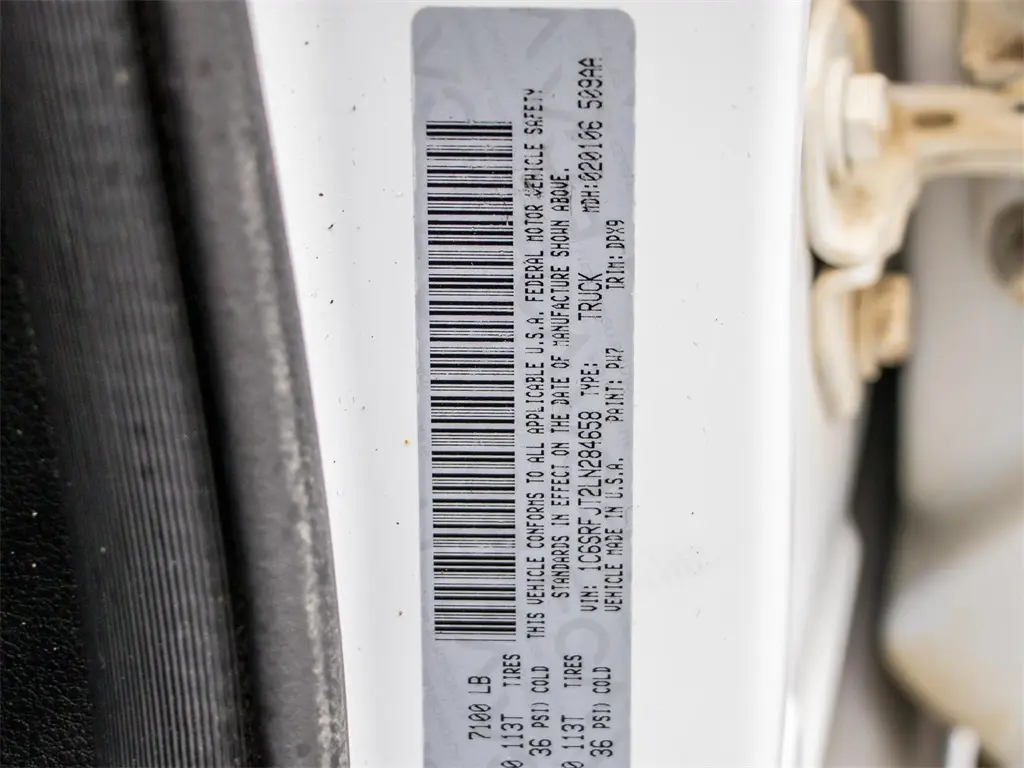 7100 LB
0 113T TIRES
36 PSI) COLD
0 113T TIRES
36 PSI) COLD
THIS VEHICLE CONFORMS TO ALL APPLICABLE U.S.A. FEDERAL MOTOR VEHICLE SAFETY
STANDARDS IN EFFECT ON THE DATE OF MANUFACTURE SHOWN ABOVE.
VIN: 1C6SRFJT2LN284658 TYPE: TRUCK MDH:020106 509AA
VEHICLE MADE IN U.S.A. PAINT: PW7 TRIM: DPX9